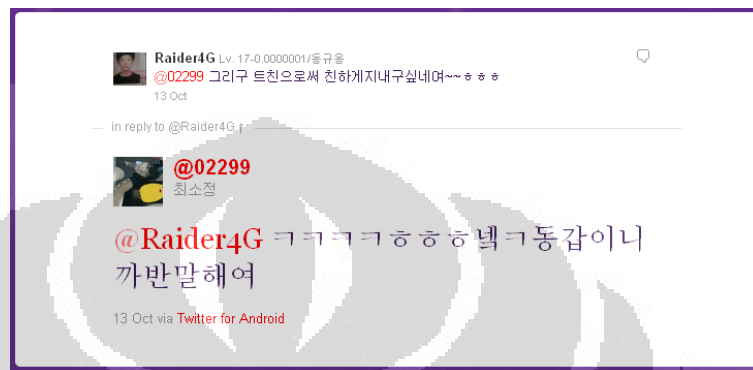 Raider4G Lv. 17-0.0000001/동규옹
@02299 그리구 트친으로써 친하게지내구싶네여~~ㅎㅎㅎ
13 Oct
in reply to @Raider4G ↑
@02299
최소정
@Raider4G ㅋㅋㅋㅋㅎㅎㅎ넼ㅋ동갑이니
까반말해여
13 Oct via Twitter for Android